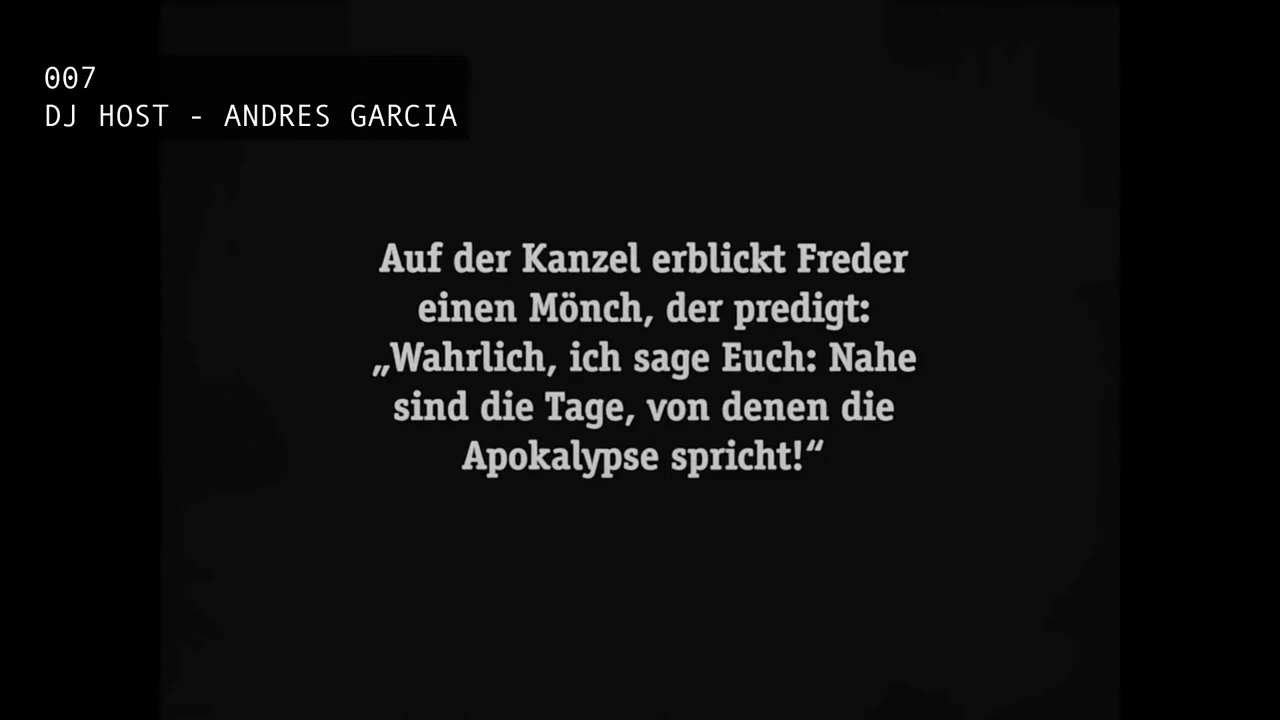 007
DJ HOST - ANDRES GARCIA
Auf der Kanzel erblickt Freder
einen Mönch, der predigt:
„Wahrlich, ich sage Euch: Nahe
sind die Tage, von denen die
Apokalypse spricht!“